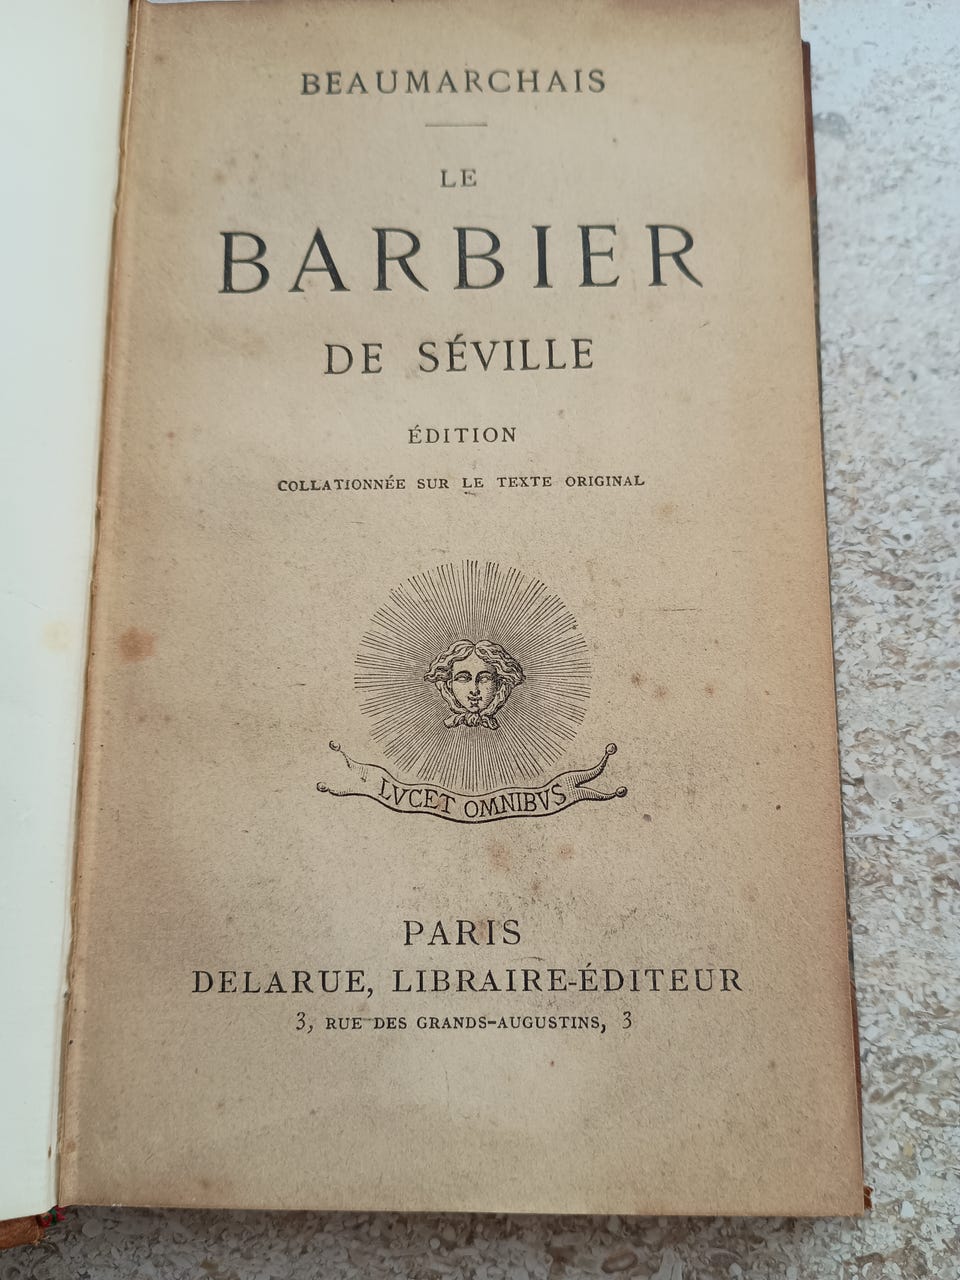 BEAUMARCHAIS
LE
BARBIER
DE SÉVILLE
ÉDITION
COLLATIONNÉE SUR LE TEXTE ORIGINAL
LVCET OMNIBVS
PARIS
DELARUE, LIBRAIRE-ÉDITEUR
3, RUE DES GRANDS-AUGUSTINS, 3